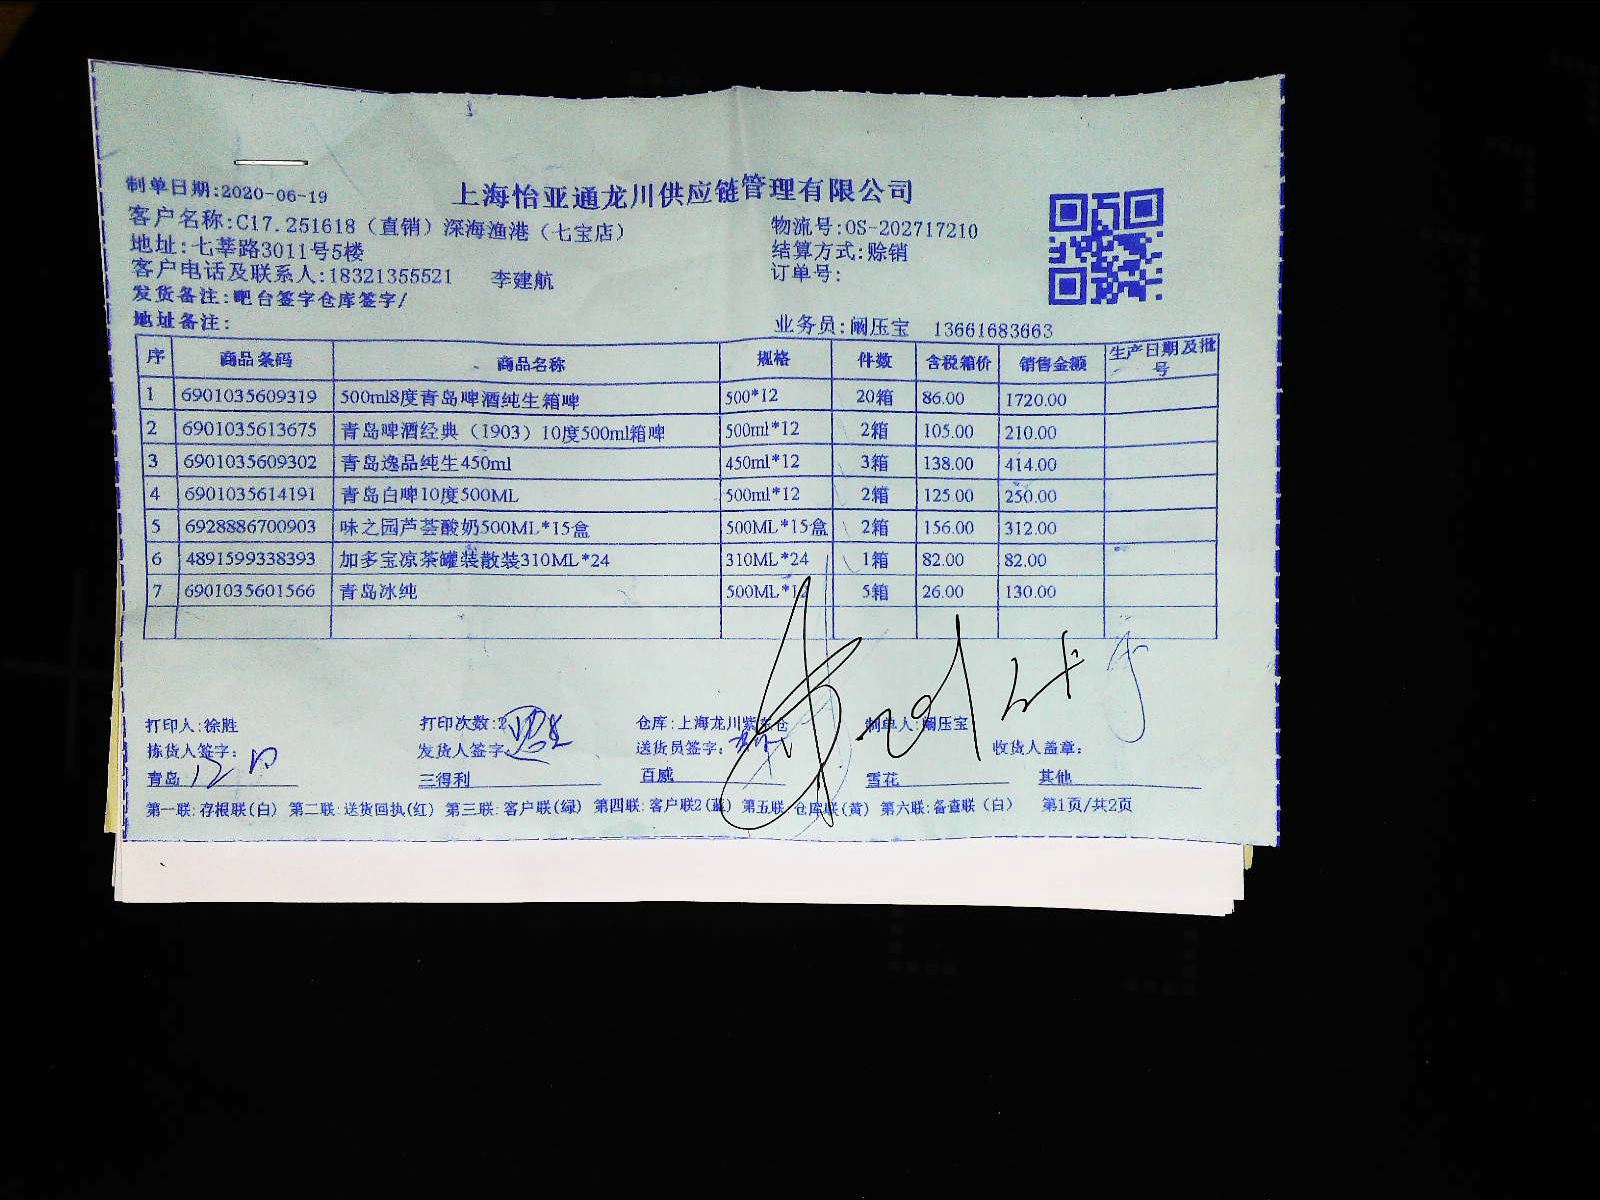 制单日期:2020-06-19
上海怡亚通龙川供应链管理有限公司
客户名称:C17.251618（直销）深海渔港（七宝店） 物流号:OS-202717210
地址:七莘路3011号5楼 结算方式:赊销
客户电话及联系人:18321355521 李建航 订单号:
发货备注:吧台签字仓库签字/
地址备注: 业务员:阚压宝 13661683663
序 商品条码 商品名称 规格 件数 含税箱价 销售金额 生产日期及批号
1 6901035609319 500ml8度青岛啤酒纯生箱啤 500*12 20箱 86.00 1720.00
2 6901035613675 青岛啤酒经典（1903）10度500ml箱啤 500ml*12 2箱 105.00 210.00
3 6901035609302 青岛逸品纯生450ml 450ml*12 3箱 138.00 414.00
4 6901035614191 青岛白啤10度500ML 500ml*12 2箱 125.00 250.00
5 6928886700903 味之园芦荟酸奶500ML*15盒 500ML*15盒 2箱 156.00 312.00
6 4891599338393 加多宝凉茶罐装散装310ML*24 310ML*24 1箱 82.00 82.00
7 6901035601566 青岛冰纯 500ML*12 5箱 26.00 130.00
打印人:徐胜 打印次数:2 仓库:上海龙川紫东仓 制单人:阚压宝
拣货人签字: 发货人签字: 送货员签字: 收货人盖章:
青岛 三得利 百威 雪花 其他
第一联:存根联(白) 第二联:送货回执(红) 第三联:客户联(绿) 第四联:客户联2(蓝) 第五联:仓库联(黄) 第六联:备查联（白） 第1页/共2页